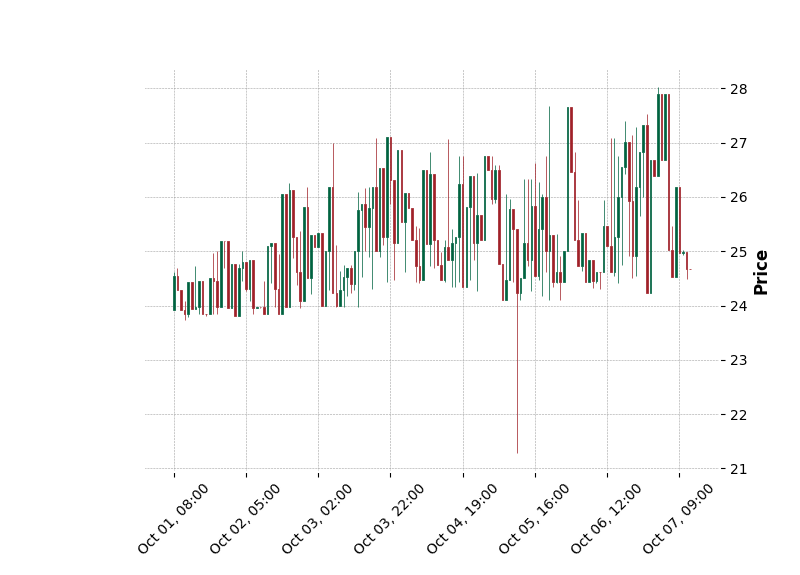 28
27
26
25
24
23
22
21
Price
Oct 01, 08:00
Oct 02, 05:00
Oct 03, 02:00
Oct 03, 22:00
Oct 04, 19:00
Oct 05, 16:00
Oct 06, 12:00
Oct 07, 09:00